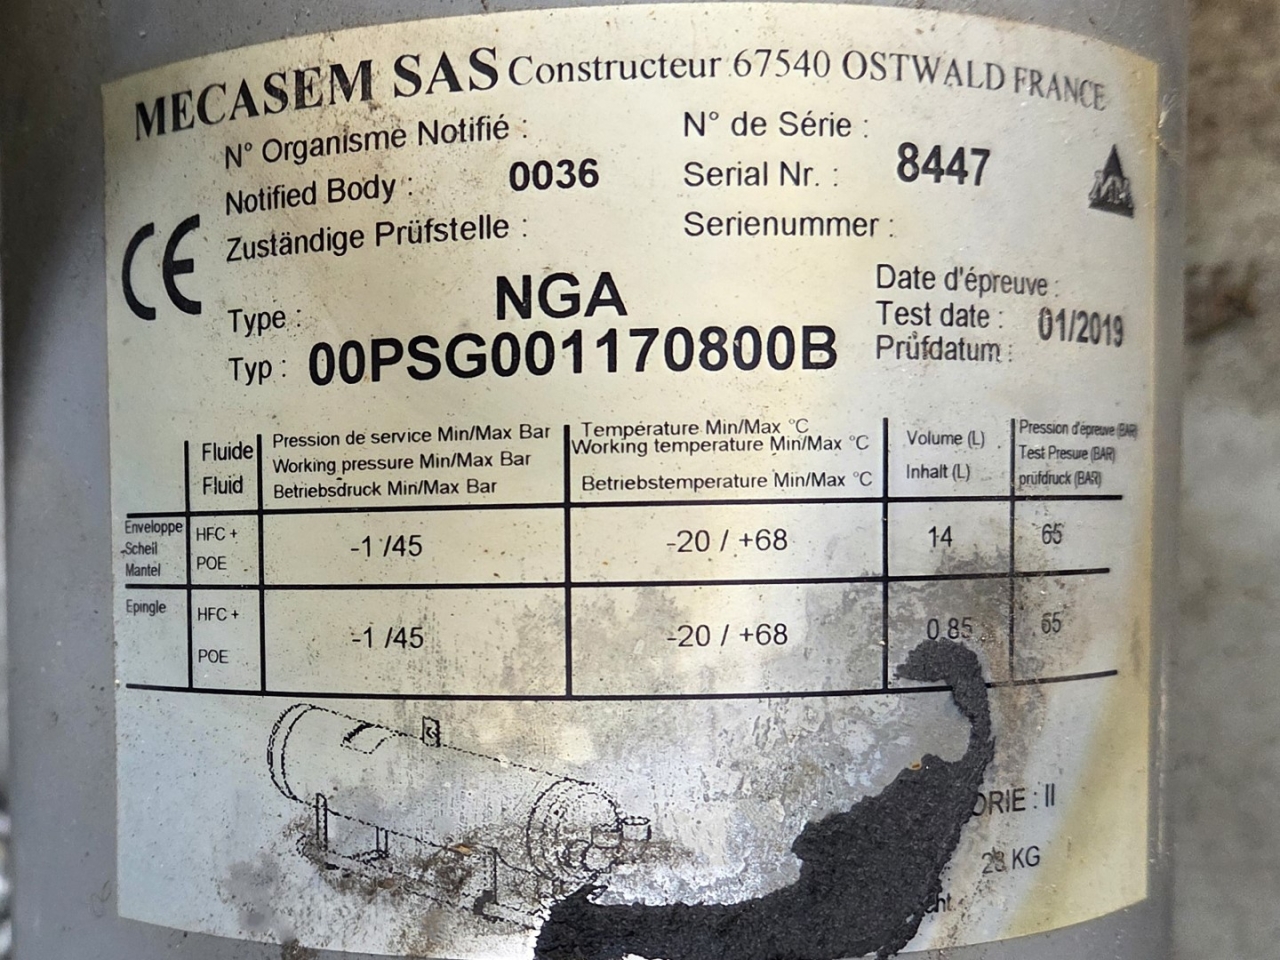 MECASEM SAS Constructeur 67540 OSTWALD FRANCE
N° Organisme Notifié :
Notified Body : 0036
Zuständige Prüfstelle :
N° de Série :
Serial Nr. : 8447
Serienummer :
CE
Type : NGA
Typ : 00PSG001170800B
Date d'épreuve :
Test date : 01/2019
Prüfdatum :
Fluide
Fluid
Pression de service Min/Max Bar
Working pressure Min/Max Bar
Betriebsdruck Min/Max Bar
Température Min/Max °C
Working temperature Min/Max °C
Betriebstemperature Min/Max °C
Volume (L)
Inhalt (L)
Pression d'épreuve (BAR)
Test Presure (BAR)
prüfdruck (BAR)
Enveloppe
Scheil
Mantel
HFC +
POE
-1 /45
-20 / +68
14
65
Epingle
HFC +
POE
-1 /45
-20 / +68
0.85
65
ORIE : II
KG